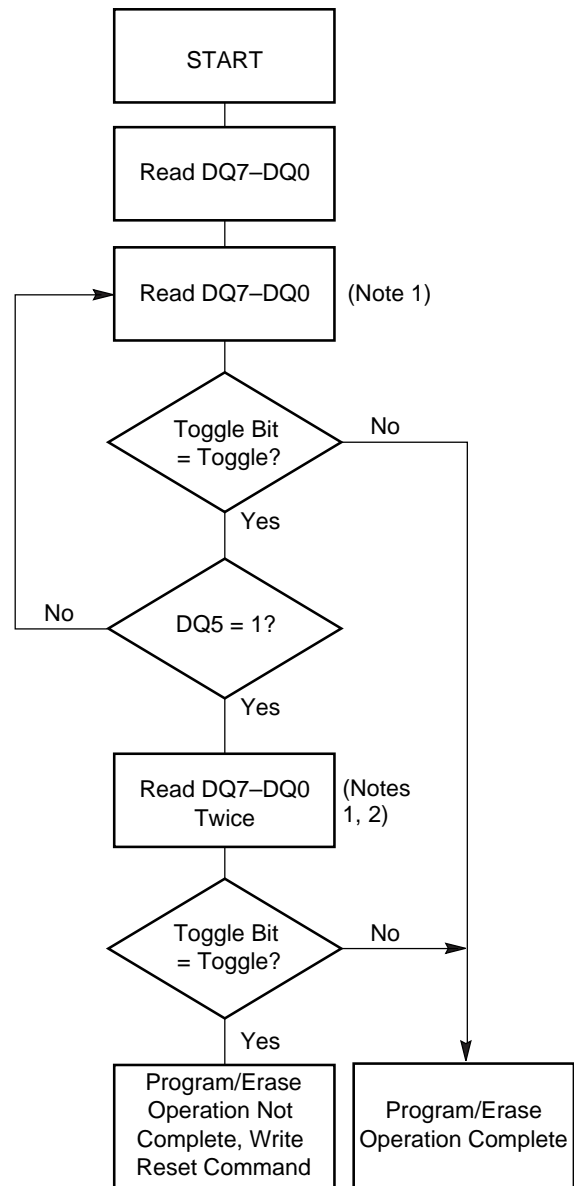 START
Read DQ7–DQ0
Read DQ7–DQ0
(Note 1)
Toggle Bit
= Toggle?
No
Yes
No
DQ5 = 1?
Yes
Read DQ7–DQ0
Twice
(Notes
1, 2)
Toggle Bit
= Toggle?
No
Yes
Program/Erase
Operation Not
Complete, Write
Reset Command
Program/Erase
Operation Complete